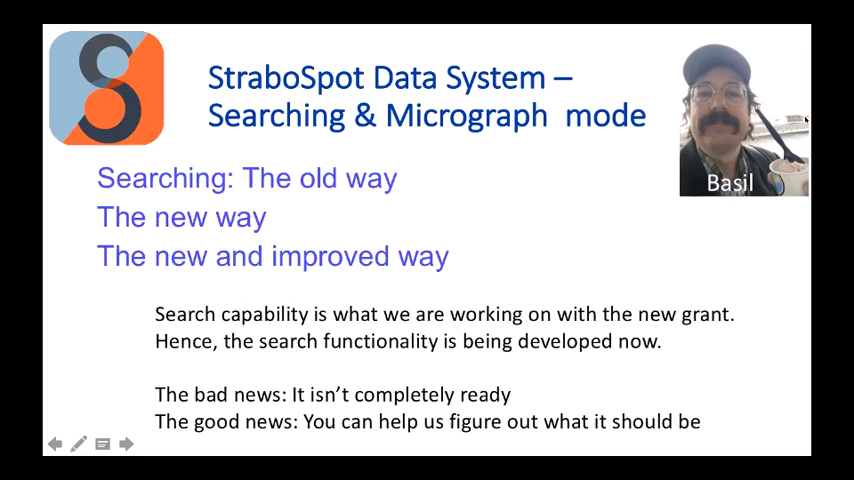 StraboSpot Data System –
Searching & Micrograph  mode
Basil
Searching: The old way
The new way
The new and improved way
Search capability is what we are working on with the new grant.
Hence, the search functionality is being developed now.
The bad news: It isn't completely ready
The good news: You can help us figure out what it should be